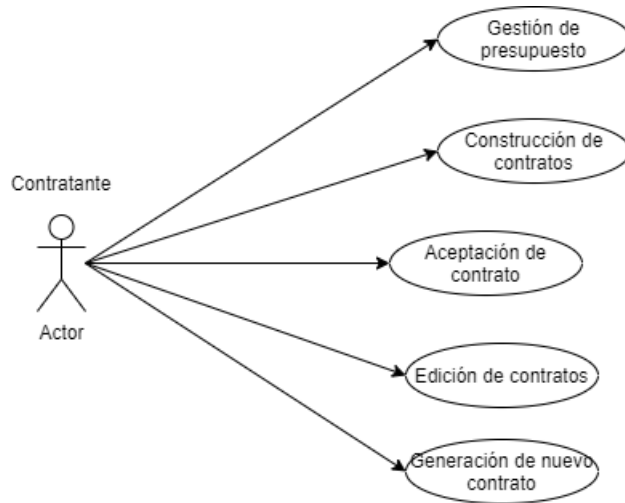 Gestión de
presupuesto
Construcción de
contratos
Contratante
Aceptación de
contrato
Actor
Edición de contratos
Generación de nuevo
contrato